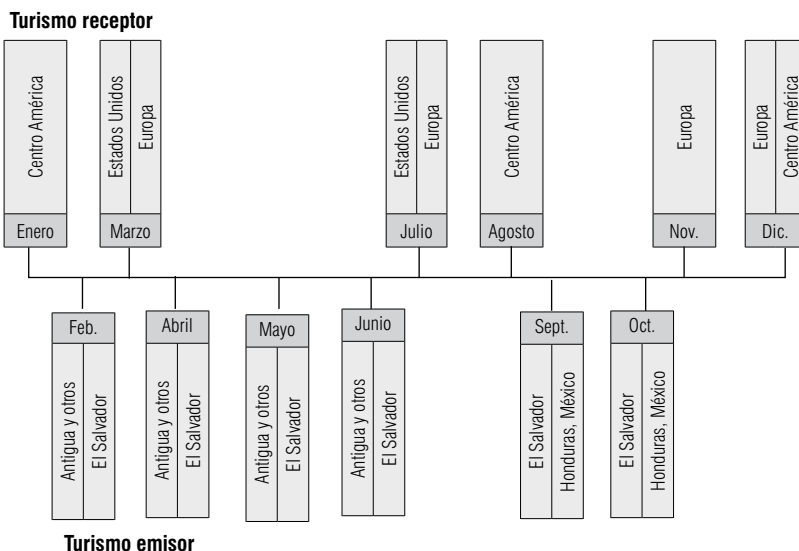 Turismo receptor
Centro América
Enero
Estados Unidos
Europa
Marzo
Estados Unidos
Europa
Julio
Centro América
Agosto
Europa
Nov.
Europa
Centro América
Dic.
Feb.
Antigua y otros
El Salvador
Abril
Antigua y otros
El Salvador
Mayo
Antigua y otros
El Salvador
Junio
Antigua y otros
El Salvador
Sept.
El Salvador
Honduras, México
Oct.
El Salvador
Honduras, México
Turismo emisor